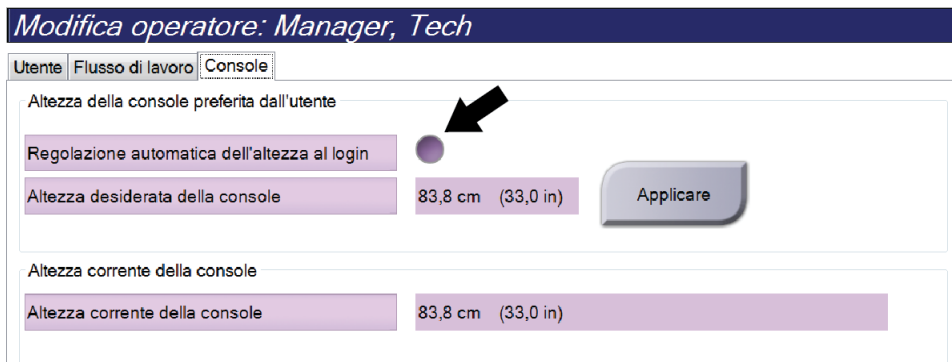 Modifica operatore: Manager, Tech
Utente Flusso di lavoro Console
Altezza della console preferita dall'utente
Regolazione automatica dell'altezza al login
Altezza desiderata della console 83,8 cm (33,0 in) Applicare
Altezza corrente della console
Altezza corrente della console 83,8 cm (33,0 in)